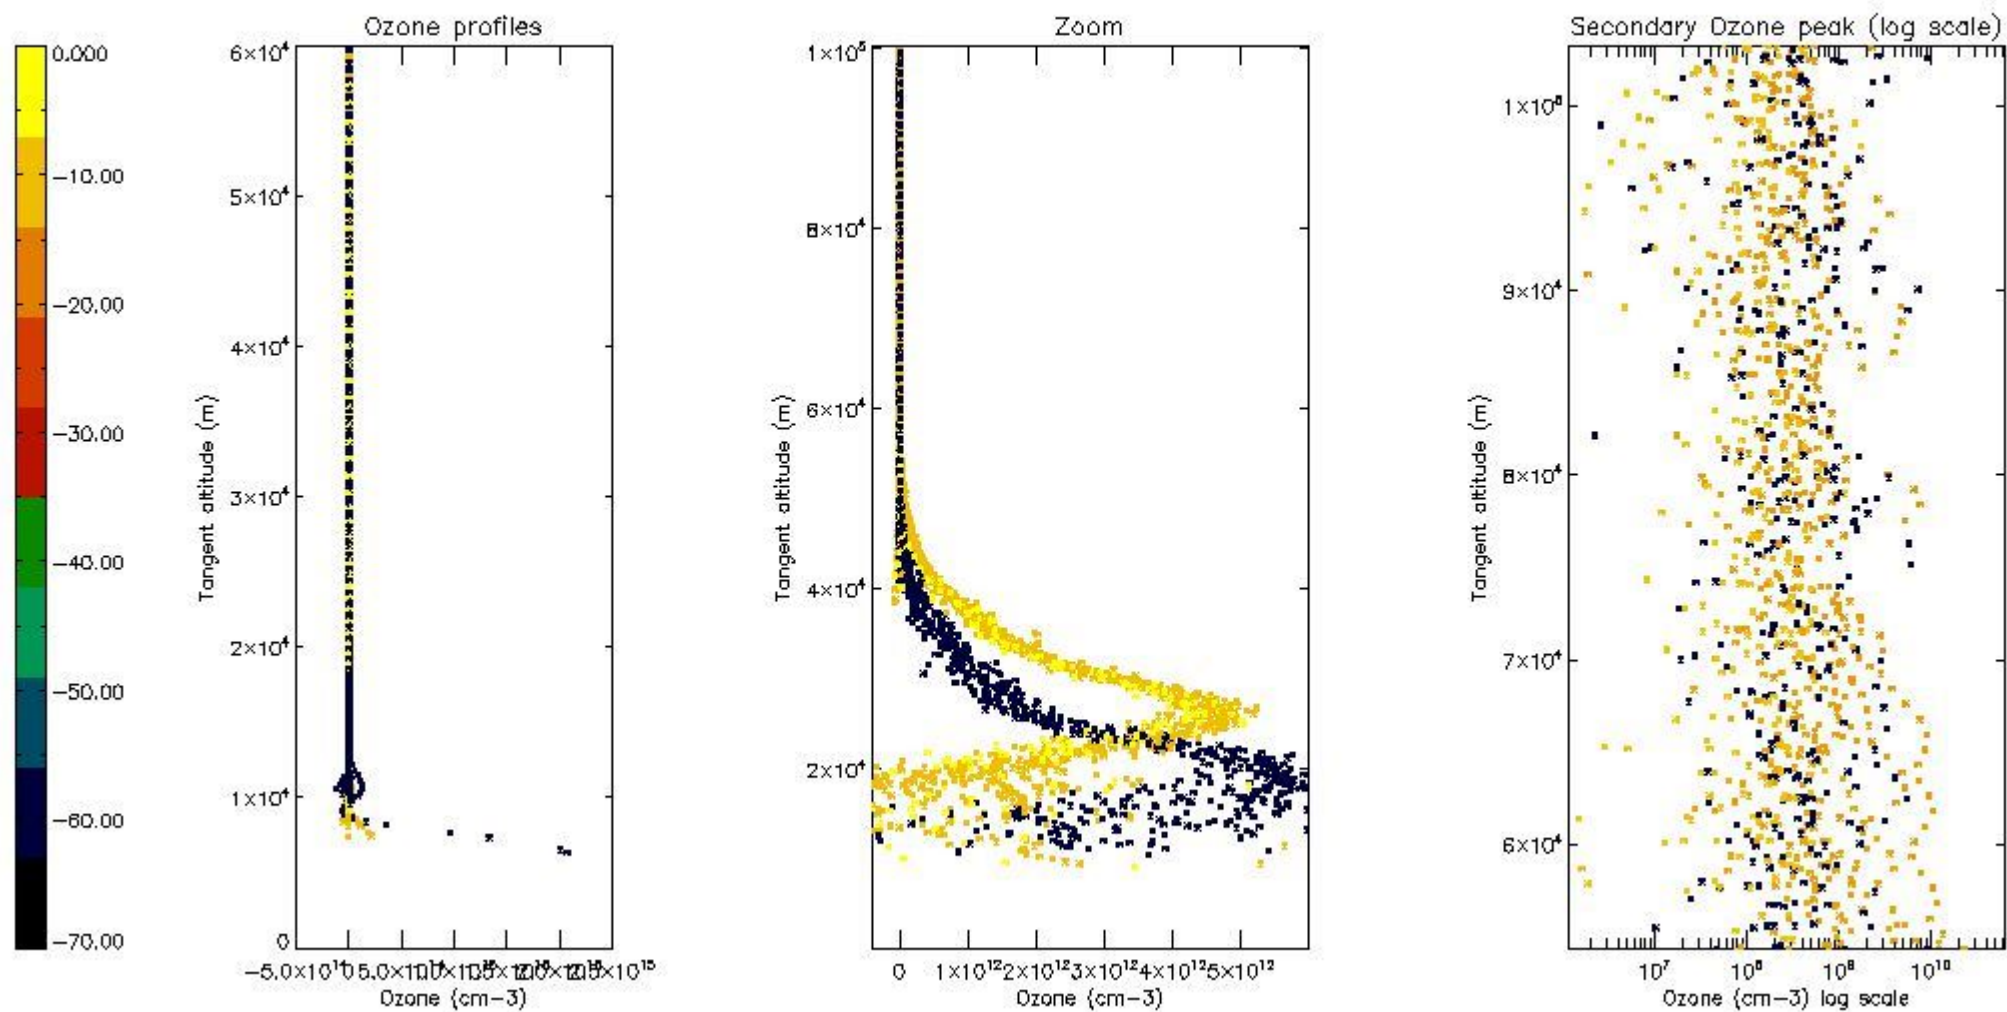 Ozone profiles
Zoom
Secondary Ozone peak (log scale)
0.000
−10.00
−20.00
−30.00
−40.00
−50.00
−60.00
−70.00
6×10⁴
5×10⁴
4×10⁴
3×10⁴
2×10⁴
1×10⁴
0
Tangent altitude (m)
−5.0×10¹⁴
Ozone (cm−3)
1×10⁵
8×10⁴
6×10⁴
4×10⁴
2×10⁴
Tangent altitude (m)
0 1×10¹² 2×10¹² 3×10¹² 4×10¹² 5×10¹²
Ozone (cm−3)
9×10⁴
8×10⁴
7×10⁴
6×10⁴
Tangent altitude (m)
10⁷ 10⁸ 10⁹ 10¹⁰
Ozone (cm−3) log scale